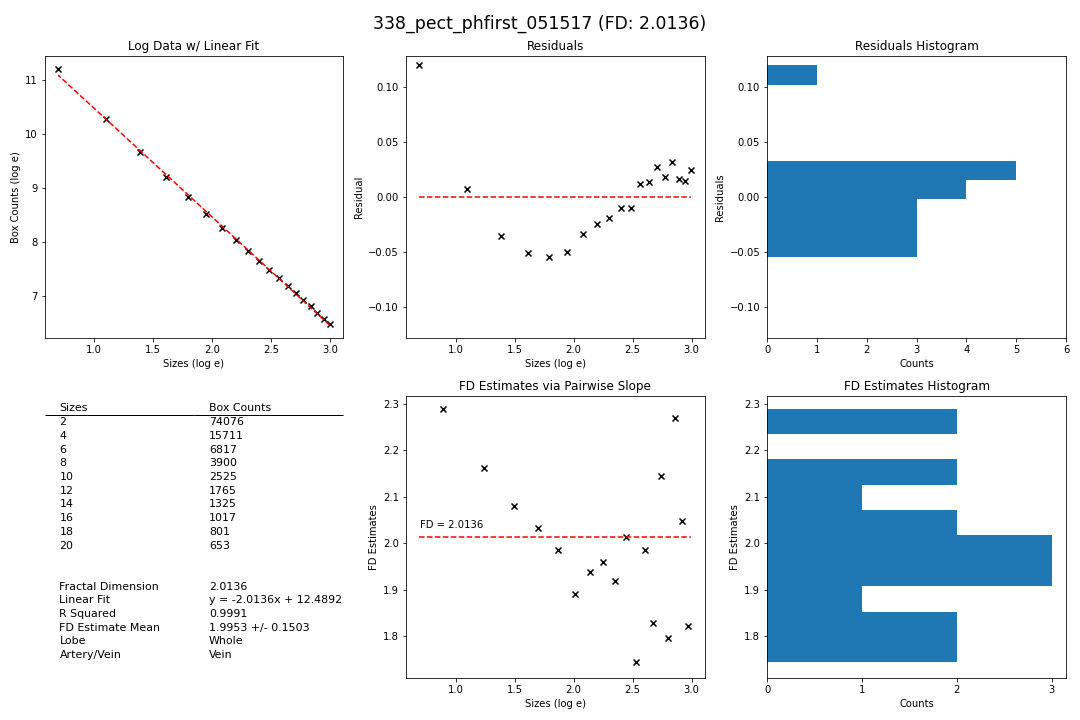 338_pect_phfirst_051517 (FD: 2.0136)
Log Data w/ Linear Fit
Box Counts (log e)
11
10
9
8
7
1.0 1.5 2.0 2.5 3.0
Sizes (log e)
Residuals
Residual
0.10
0.05
0.00
−0.05
−0.10
1.0 1.5 2.0 2.5 3.0
Sizes (log e)
Residuals Histogram
Residuals
0.10
0.05
0.00
−0.05
−0.10
0 1 2 3 4 5 6
Counts
Sizes Box Counts
2 74076
4 15711
6 6817
8 3900
10 2525
12 1765
14 1325
16 1017
18 801
20 653
Fractal Dimension 2.0136
Linear Fit y = -2.0136x + 12.4892
R Squared 0.9991
FD Estimate Mean 1.9953 +/- 0.1503
Lobe Whole
Artery/Vein Vein
FD Estimates via Pairwise Slope
FD Estimates
2.3
2.2
2.1
2.0
1.9
1.8
FD = 2.0136
1.0 1.5 2.0 2.5 3.0
Sizes (log e)
FD Estimates Histogram
FD Estimates
2.3
2.2
2.1
2.0
1.9
1.8
0 1 2 3
Counts